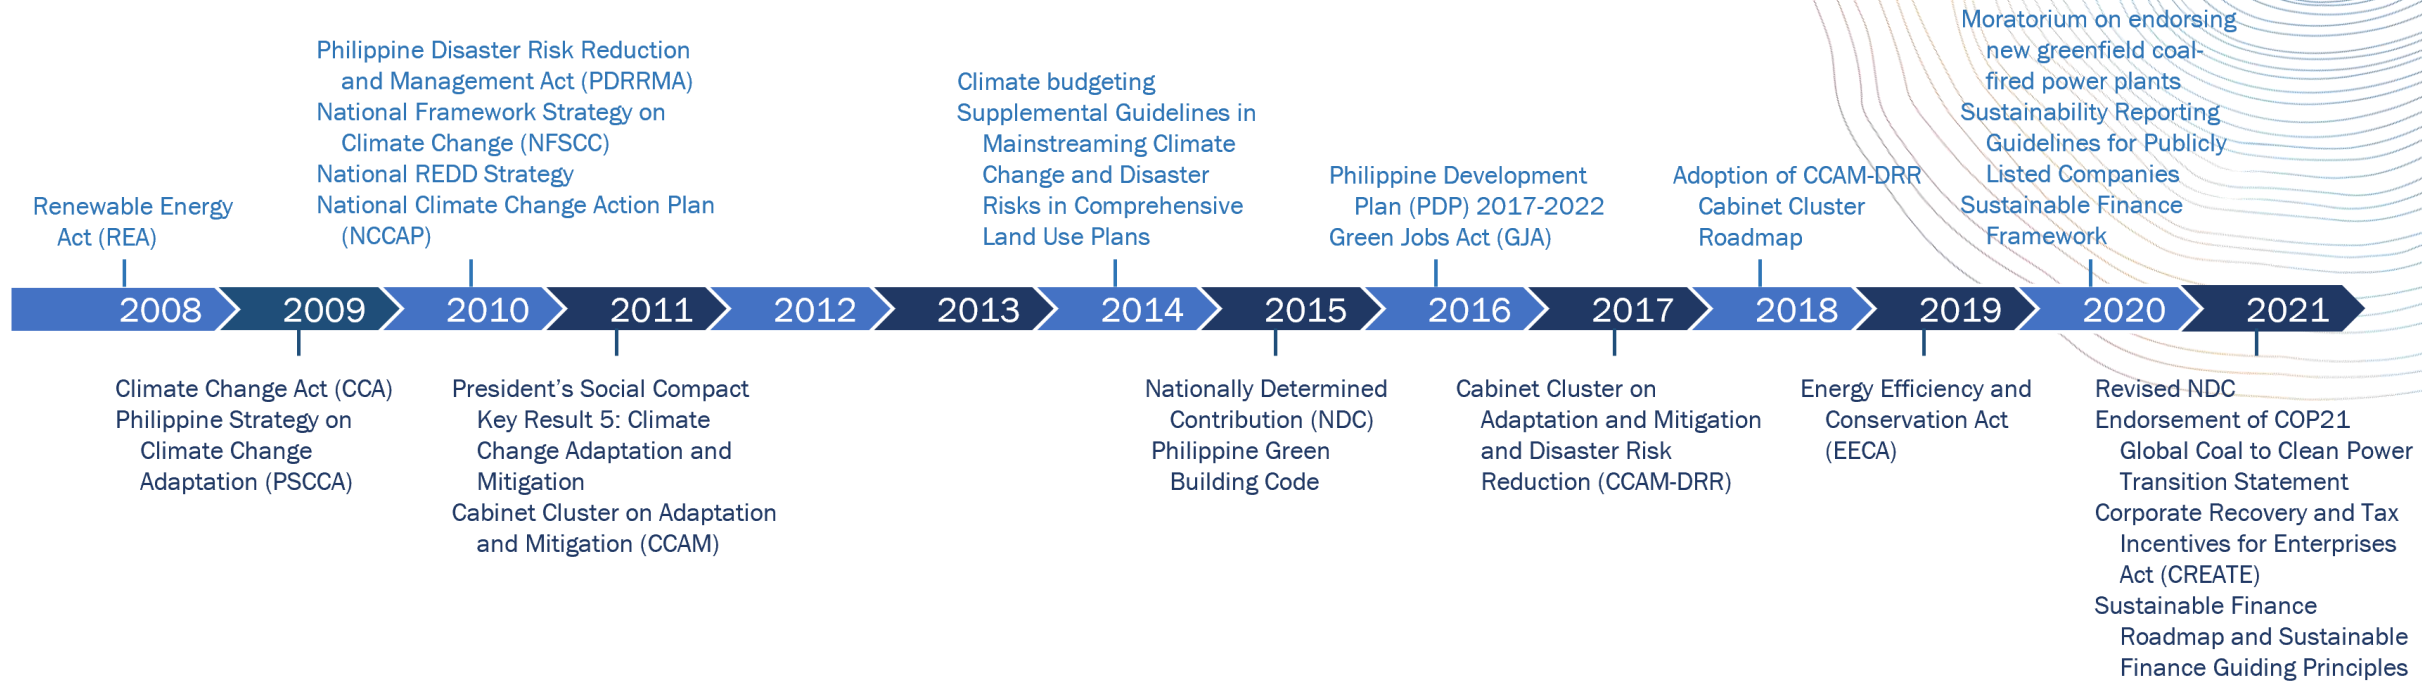 Renewable Energy
Act (REA)
Philippine Disaster Risk Reduction
and Management Act (PDRRMA)
National Framework Strategy on
Climate Change (NFSCC)
National REDD Strategy
National Climate Change Action Plan
(NCCAP)
Climate budgeting
Supplemental Guidelines in
Mainstreaming Climate
Change and Disaster
Risks in Comprehensive
Land Use Plans
Philippine Development
Plan (PDP) 2017-2022
Green Jobs Act (GJA)
Adoption of CCAM-DRR
Cabinet Cluster
Roadmap
Moratorium on endorsing
new greenfield coal-
fired power plants
Sustainability Reporting
Guidelines for Publicly
Listed Companies
Sustainable Finance
Framework
2008 2009 2010 2011 2012 2013 2014 2015 2016 2017 2018 2019 2020 2021
Climate Change Act (CCA)
Philippine Strategy on
Climate Change
Adaptation (PSCCA)
President’s Social Compact
Key Result 5: Climate
Change Adaptation and
Mitigation
Cabinet Cluster on Adaptation
and Mitigation (CCAM)
Nationally Determined
Contribution (NDC)
Philippine Green
Building Code
Cabinet Cluster on
Adaptation and Mitigation
and Disaster Risk
Reduction (CCAM-DRR)
Energy Efficiency and
Conservation Act
(EECA)
Revised NDC
Endorsement of COP21
Global Coal to Clean Power
Transition Statement
Corporate Recovery and Tax
Incentives for Enterprises
Act (CREATE)
Sustainable Finance
Roadmap and Sustainable
Finance Guiding Principles